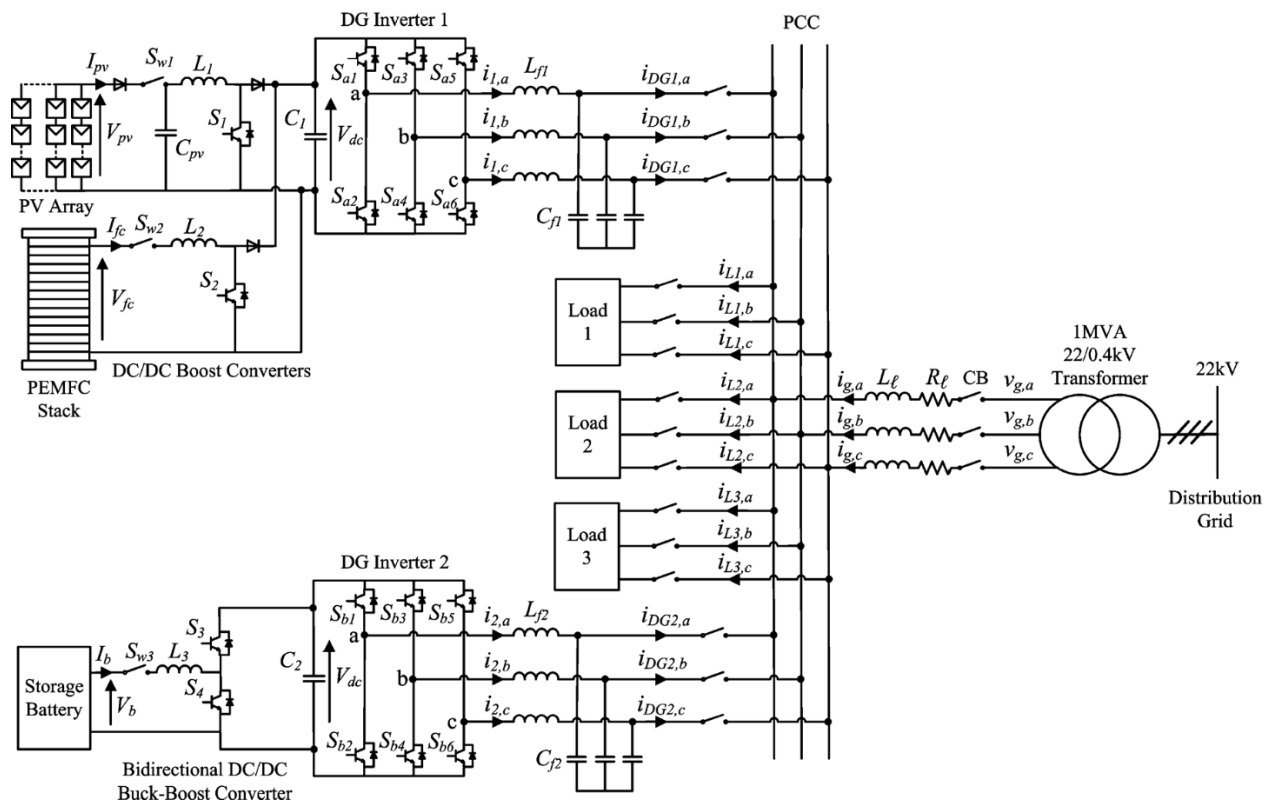 DG Inverter 1
PCC
I_pv
S_w1
L_1
S_a1
S_a3
S_a5
i_1,a
L_f1
i_DG1,a
a
V_pv
C_pv
S_1
C_1
V_dc
b
i_1,b
i_DG1,b
c
i_1,c
i_DG1,c
PV Array
S_a2
S_a4
S_a6
C_f1
I_fc
S_w2
L_2
S_2
V_fc
PEMFC
Stack
DC/DC Boost Converters
Load
1
i_L1,a
i_L1,b
i_L1,c
Load
2
i_L2,a
i_L2,b
i_L2,c
i_g,a
i_g,b
i_g,c
L_ℓ
R_ℓ
CB
v_g,a
v_g,b
v_g,c
1MVA
22/0.4kV
Transformer
22kV
Distribution
Grid
Load
3
i_L3,a
i_L3,b
i_L3,c
DG Inverter 2
S_b1
S_b3
S_b5
i_2,a
L_f2
i_DG2,a
a
Storage
Battery
I_b
S_w3
L_3
V_b
S_3
S_4
C_2
V_dc
b
i_2,b
i_DG2,b
c
i_2,c
i_DG2,c
S_b2
S_b4
S_b6
C_f2
Bidirectional DC/DC
Buck-Boost Converter